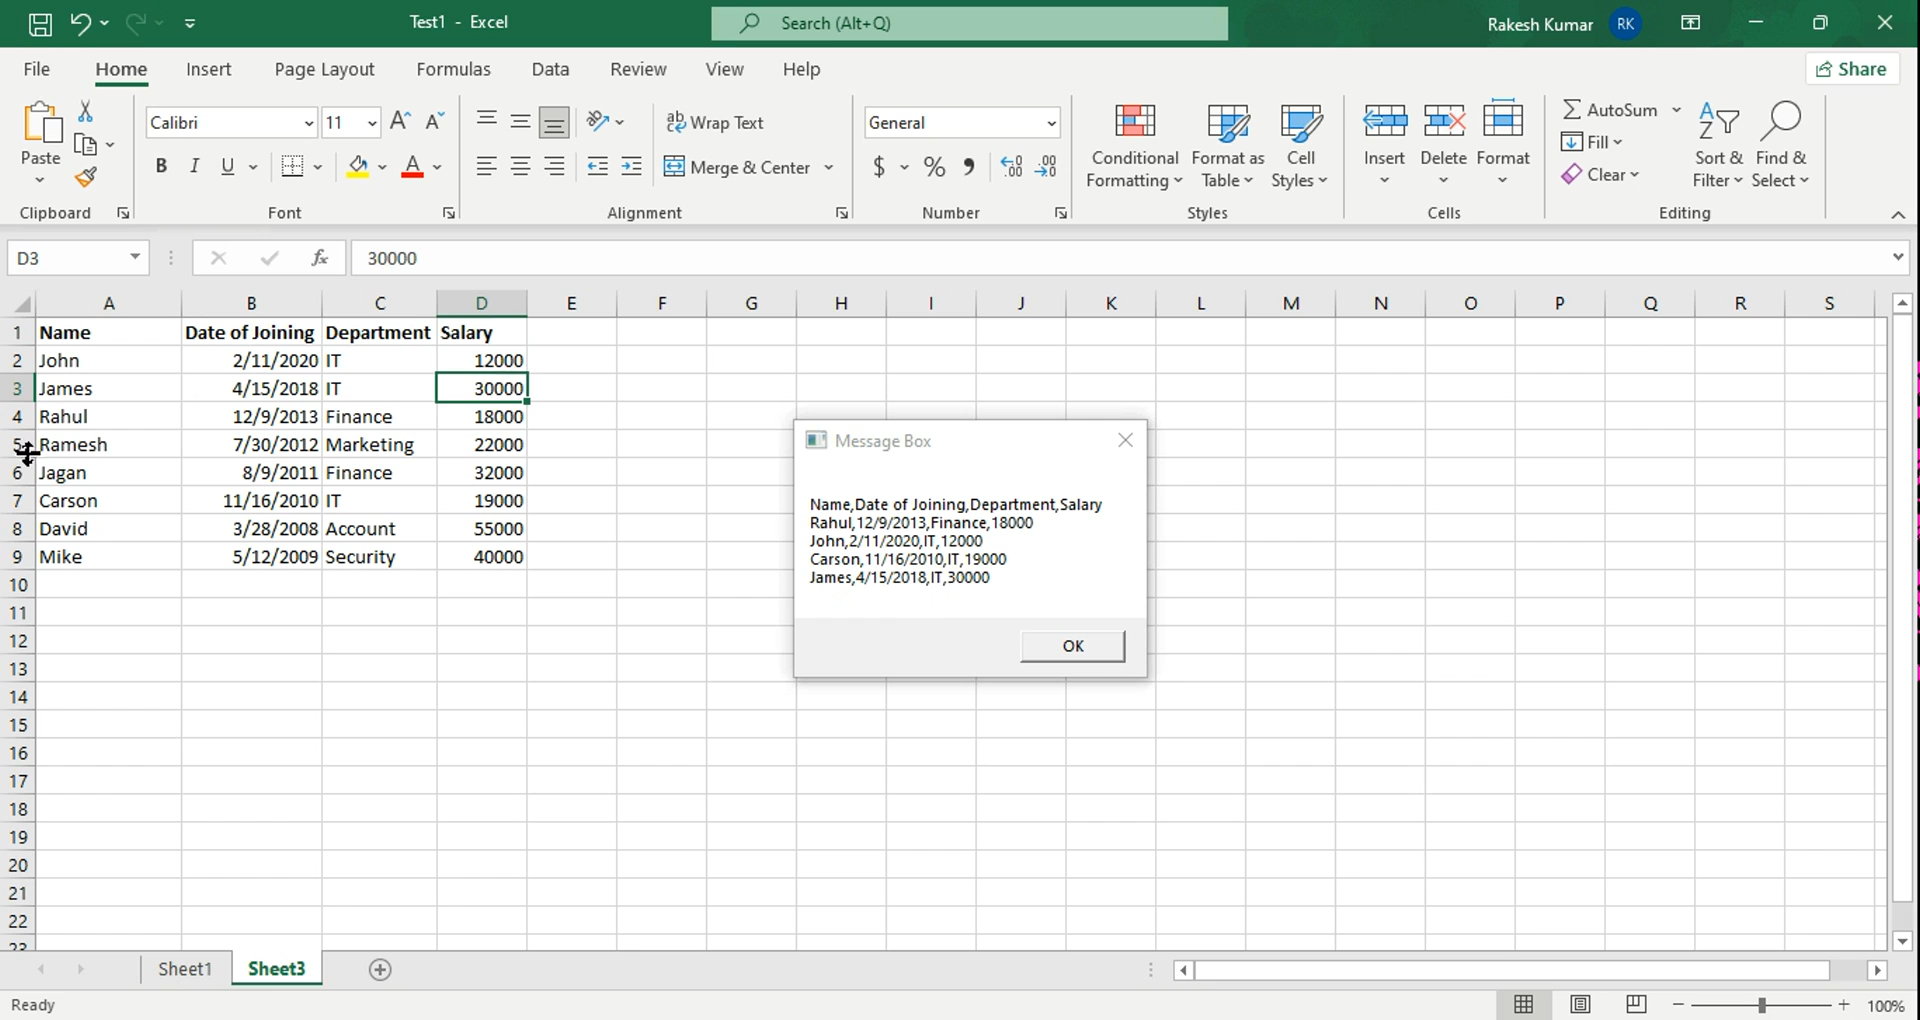 Test1 - Excel
Search (Alt+Q)
Rakesh Kumar RK
File Home Insert Page Layout Formulas Data Review View Help
Share
Paste
Clipboard
Calibri 11
B I U A
Font
Wrap Text
Merge & Center
Alignment
General
$ % 9
Number
Conditional Formatting
Format as Table
Cell Styles
Styles
Insert Delete Format
Cells
AutoSum
Fill
Clear
Sort & Filter
Find & Select
Editing
D3 fx 30000
A B C D E F G H I J K L M N O P Q R S
1 Name Date of Joining Department Salary
2 John 2/11/2020 IT 12000
3 James 4/15/2018 IT 30000
4 Rahul 12/9/2013 Finance 18000
5 Ramesh 7/30/2012 Marketing 22000
6 Jagan 8/9/2011 Finance 32000
7 Carson 11/16/2010 IT 19000
8 David 3/28/2008 Account 55000
9 Mike 5/12/2009 Security 40000
10
11
12
13
14
15
16
17
18
19
20
21
22
23
Message Box
Name,Date of Joining,Department,Salary
Rahul,12/9/2013,Finance,18000
John,2/11/2020,IT,12000
Carson,11/16/2010,IT,19000
James,4/15/2018,IT,30000
OK
Sheet1 Sheet3
Ready
100%